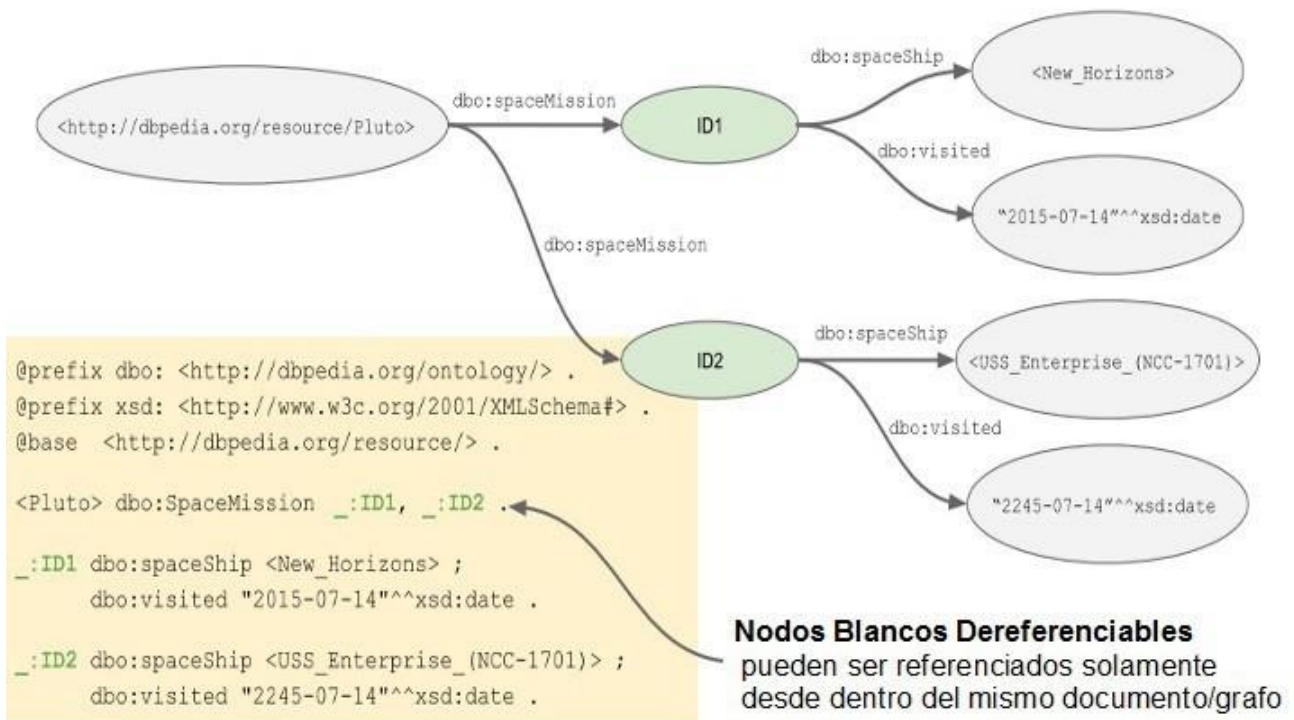 dbo:spaceShip
<New_Horizons>
dbo:spaceMission
<http://dbpedia.org/resource/Pluto>
ID1
dbo:visited
“2015-07-14”^^xsd:date
dbo:spaceMission
dbo:spaceShip
ID2
<USS_Enterprise_(NCC-1701)>
dbo:visited
“2245-07-14”^^xsd:date
@prefix dbo: <http://dbpedia.org/ontology/> .
@prefix xsd: <http://www.w3c.org/2001/XMLSchema#> .
@base <http://dbpedia.org/resource/> .
<Pluto> dbo:SpaceMission _:ID1, _:ID2 .
_:ID1 dbo:spaceShip <New_Horizons> ;
dbo:visited "2015-07-14"^^xsd:date .
_:ID2 dbo:spaceShip <USS_Enterprise_(NCC-1701)> ;
dbo:visited "2245-07-14"^^xsd:date .
Nodos Blancos Dereferenciables
pueden ser referenciados solamente
desde dentro del mismo documento/grafo